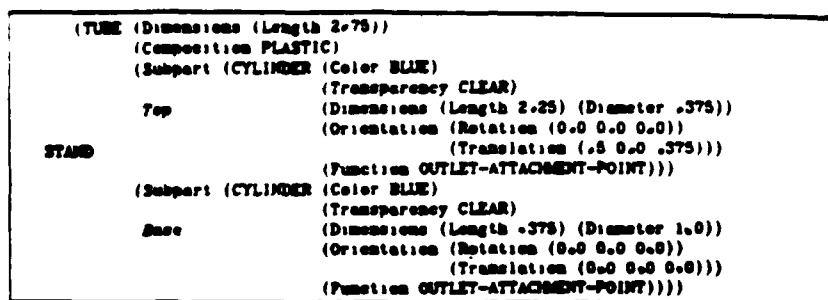 (TUBE (Dimensions (Length 2.75))
(Composition PLASTIC)
(Subpart (CYLINDER (Color BLUE)
(Transparency CLEAR)
Top (Dimensions (Length 2.25) (Diameter .375))
(Orientation (Rotation (0.0 0.0 0.0))
STAND (Translation (.5 0.0 .375)))
(Function OUTLET-ATTACHMENT-POINT)))
(Subpart (CYLINDER (Color BLUE)
(Transparency CLEAR)
Base (Dimensions (Length .375) (Diameter 1.0))
(Orientation (Rotation (0.0 0.0 0.0))
(Translation (0.0 0.0 0.0)))
(Function OUTLET-ATTACHMENT-POINT))))